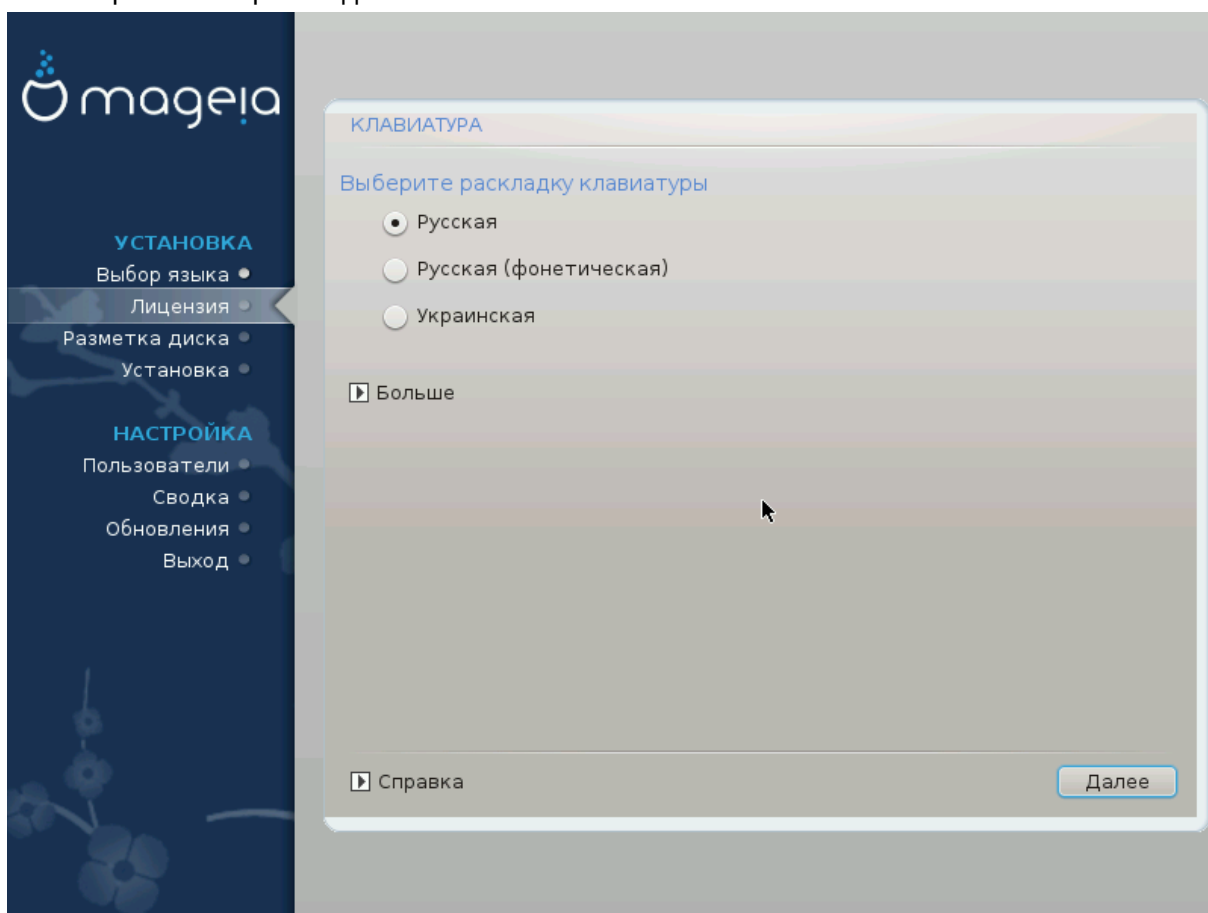 mageia
УСТАНОВКА
Выбор языка
Лицензия
Разметка диска
Установка
НАСТРОЙКА
Пользователи
Сводка
Обновления
Выход
КЛАВИАТУРА
Выберите раскладку клавиатуры
Русская
Русская (фонетическая)
Украинская
Больше
Справка
Далее